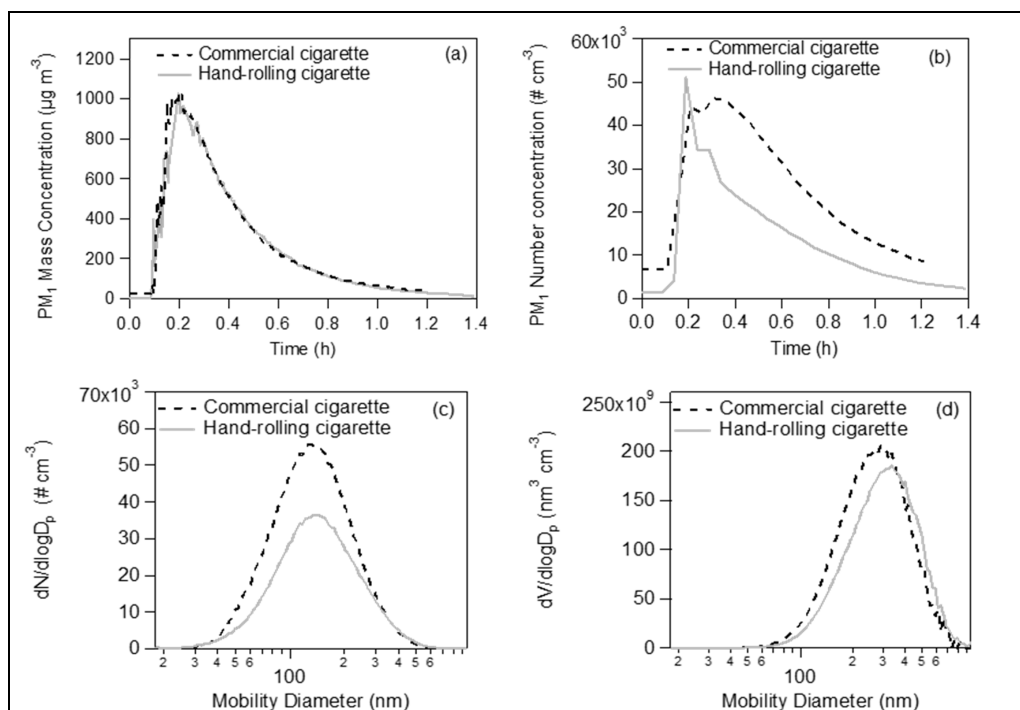 Commercial cigarette
Hand-rolling cigarette
(a)
1200
1000
800
600
400
200
0
PM₁ Mass Concentration (µg m⁻³)
0.0 0.2 0.4 0.6 0.8 1.0 1.2 1.4
Time (h)
Commercial cigarette
Hand-rolling cigarette
(b)
60x10³
50
40
30
20
10
0
PM₁ Number concentration (# cm⁻³)
0.0 0.2 0.4 0.6 0.8 1.0 1.2 1.4
Time (h)
Commercial cigarette
Hand-rolling cigarette
(c)
70x10³
60
50
40
30
20
10
0
dN/dlogDₚ (# cm⁻³)
2 3 4 5 6 100 2 3 4 5 6
Mobility Diameter (nm)
Commercial cigarette
Hand-rolling cigarette
(d)
250x10⁹
200
150
100
50
0
dV/dlogDₚ (nm³ cm⁻³)
2 3 4 5 6 100 2 3 4 5 6
Mobility Diameter (nm)